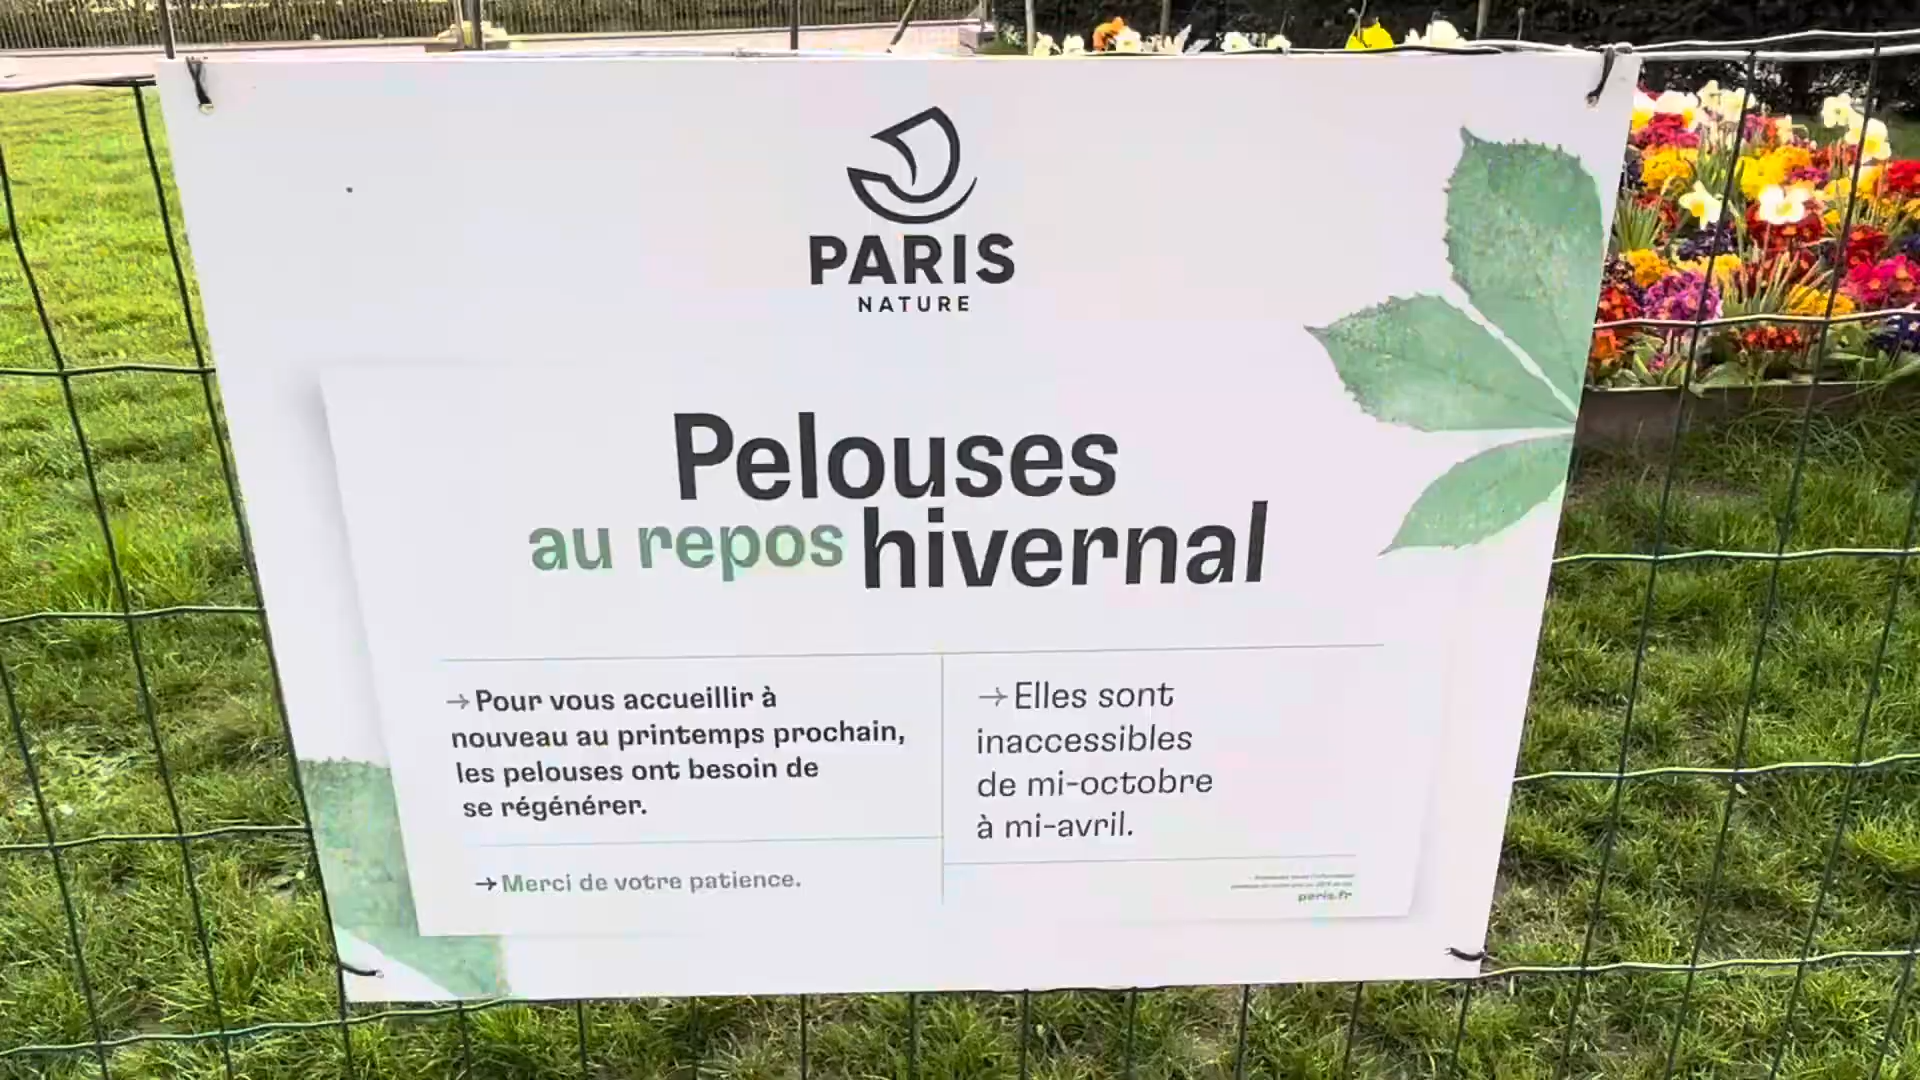 PARIS
NATURE
Pelouses
au repos hivernal
→ Pour vous accueillir à
nouveau au printemps prochain,
les pelouses ont besoin de
se régénérer.
→ Merci de votre patience.
→ Elles sont
inaccessibles
de mi-octobre
à mi-avril.
paris.fr